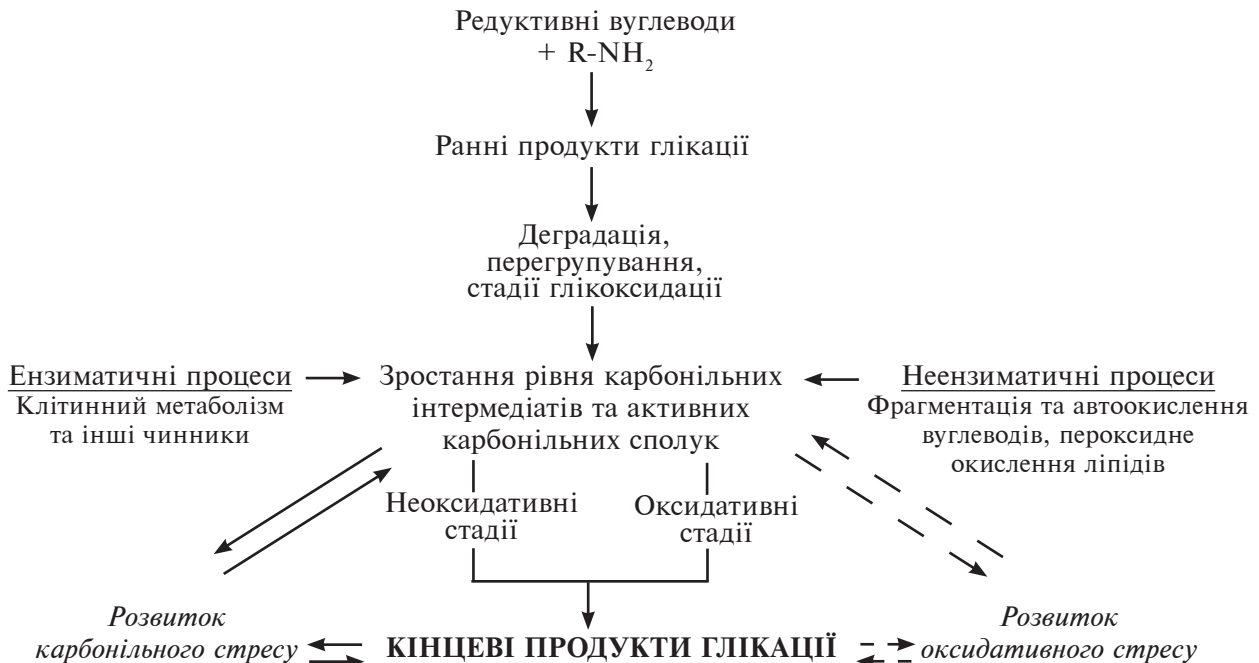 Редуктивні вуглеводи
+ R-NH₂
Ранні продукти глікації
Деградація,
перегрупування,
стадії глікоксидації
Ензиматичні процеси
Клітинний метаболізм
та інші чинники
Зростання рівня карбонільних
інтермедіатів та активних
карбонільних сполук
Неензиматичні процеси
Фрагментація та автоокислення
вуглеводів, пероксидне
окислення ліпідів
Неоксидативні
стадії
Оксидативні
стадії
Розвиток
карбонільного стресу
КІНЦЕВІ ПРОДУКТИ ГЛІКАЦІЇ
Розвиток
оксидативного стресу